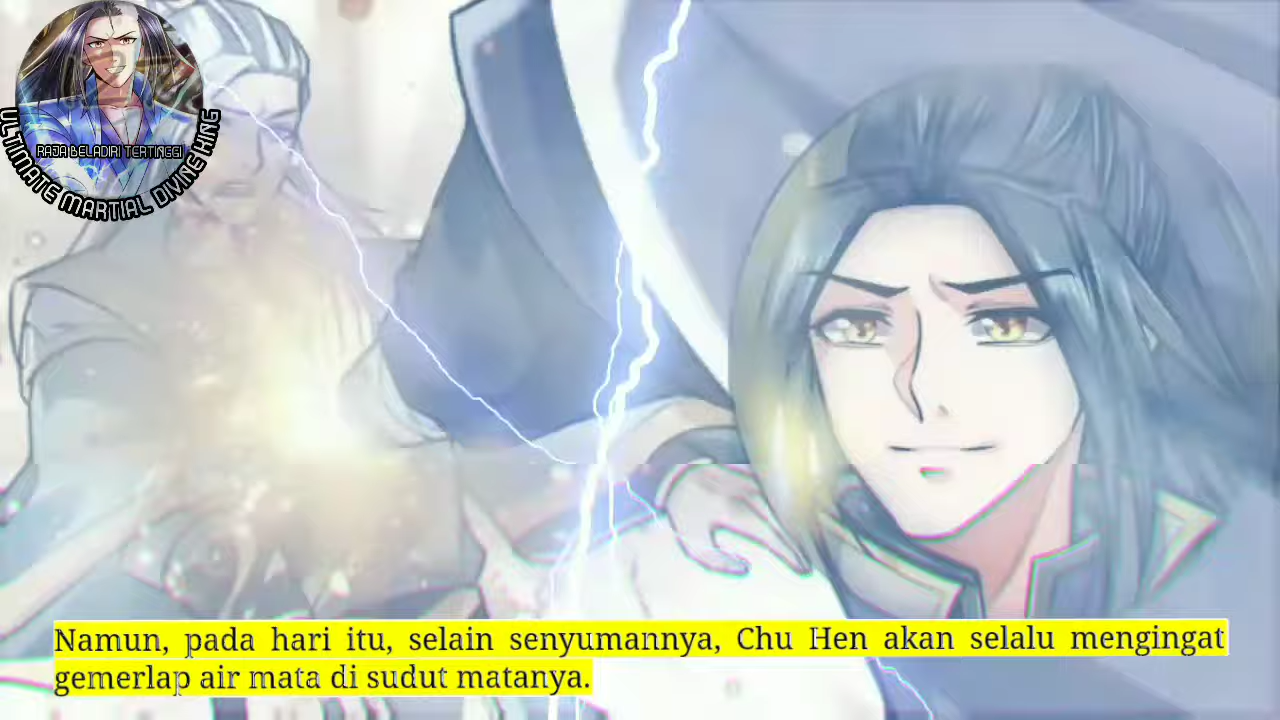 RAJA BELADIRI TERTINGGI
ULTIMATE MARTIAL DIVINE KING
Namun, pada hari itu, selain senyumannya, Chu Hen akan selalu mengingat
gemerlap air mata di sudut matanya.